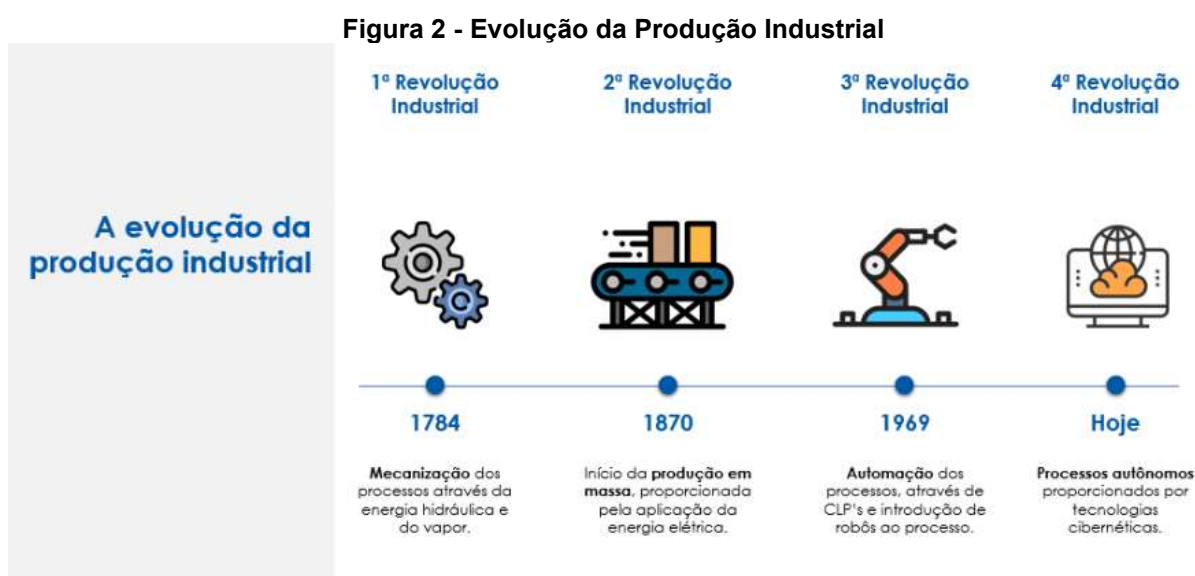 Figura 2 - Evolução da Produção Industrial
A evolução da
produção industrial
1ª Revolução
Industrial
1784
Mecanização dos
processos através da
energia hidráulica e
do vapor.
2ª Revolução
Industrial
1870
Início da produção em
massa, proporcionada
pela aplicação da
energia elétrica.
3ª Revolução
Industrial
1969
Automação dos
processos, através de
CLP's e introdução de
robôs ao processo.
4ª Revolução
Industrial
Hoje
Processos autônomos
proporcionados por
tecnologias
cibernéticas.